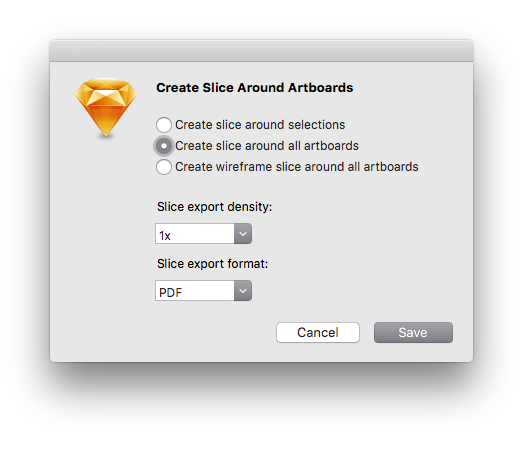 Create Slice Around Artboards
Create slice around selections
Create slice around all artboards
Create wireframe slice around all artboards
Slice export density:
1x
Slice export format:
PDF
Cancel
Save